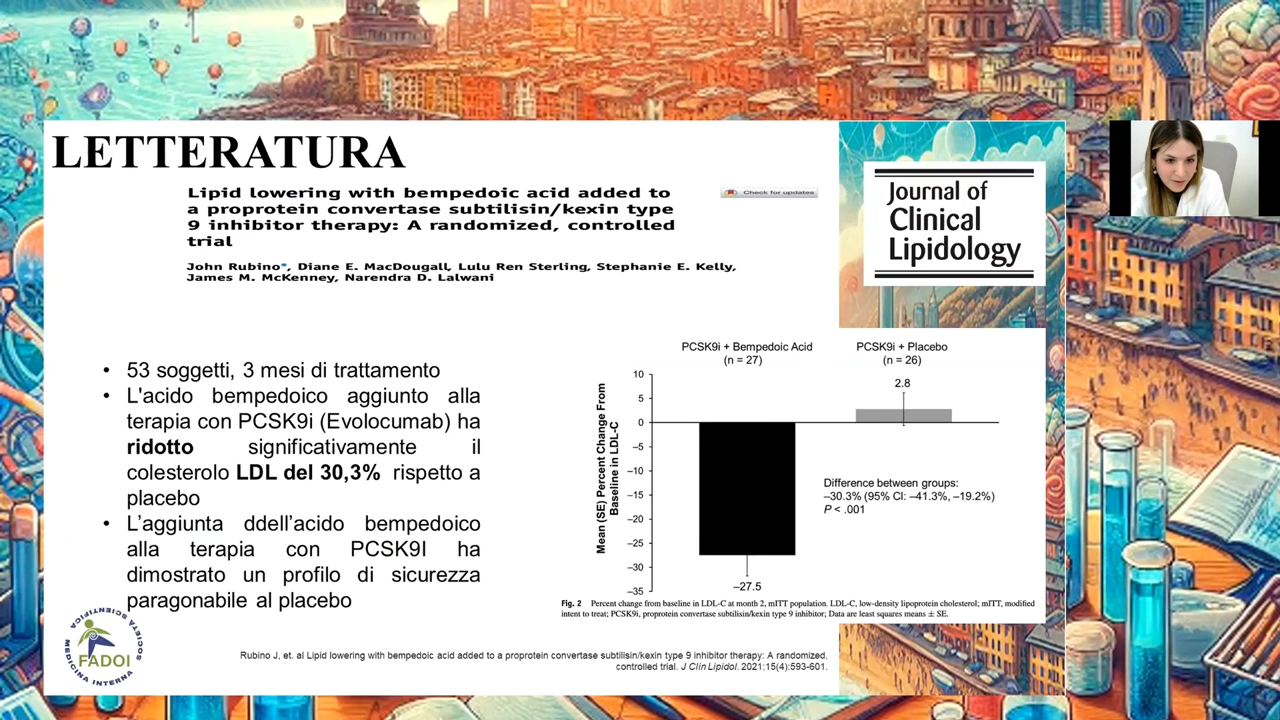 LETTERATURA
Lipid lowering with bempedoic acid added to
a proprotein convertase subtilisin/kexin type
9 inhibitor therapy: A randomized, controlled
trial
Check for updates
John Rubino*, Diane E. MacDougall, Lulu Ren Sterling, Stephanie E. Kelly,
James M. McKenney, Narendra D. Lalwani
Journal of
Clinical
Lipidology
• 53 soggetti, 3 mesi di trattamento
• L'acido bempedoico aggiunto alla
terapia con PCSK9i (Evolocumab) ha
ridotto significativamente il
colesterolo LDL del 30,3% rispetto a
placebo
• L’aggiunta ddell’acido bempedoico
alla terapia con PCSK9I ha
dimostrato un profilo di sicurezza
paragonabile al placebo
PCSK9i + Bempedoic Acid
(n = 27)
PCSK9i + Placebo
(n = 26)
Mean (SE) Percent Change From
Baseline in LDL-C
10
5
0
–5
–10
–15
–20
–25
–30
–35
2.8
–27.5
Difference between groups:
–30.3% (95% CI: –41.3%, –19.2%)
P < .001
Fig. 2 Percent change from baseline in LDL-C at month 2, mITT population. LDL-C, low-density lipoprotein cholesterol; mITT, modified
intent to treat; PCSK9i, proprotein convertase subtilisin/kexin type 9 inhibitor; Data are least squares means ± SE.
SOCIETÀ SCIENTIFICA
FADOI
MEDICINA INTERNA
Rubino J, et. al Lipid lowering with bempedoic acid added to a proprotein convertase subtilisin/kexin type 9 inhibitor therapy: A randomized,
controlled trial. J Clin Lipidol. 2021;15(4):593-601.